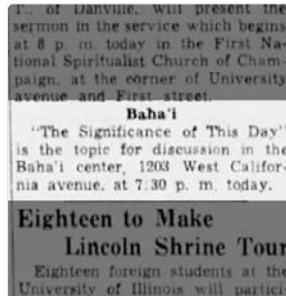 T., of Danville, will present the
sermon in the service which begins
at 8 p. m. today in the First Na-
tional Spiritualist Church of Cham-
paign, at the corner of University
avenue and First street.
Baha'i
"The Significance of This Day"
is the topic for discussion in the
Baha'i center, 1203 West Califor-
nia avenue, at 7:30 p. m. today.
Eighteen to Make
Lincoln Shrine Tour
Eighteen foreign students at the
University of Illinois will partici-